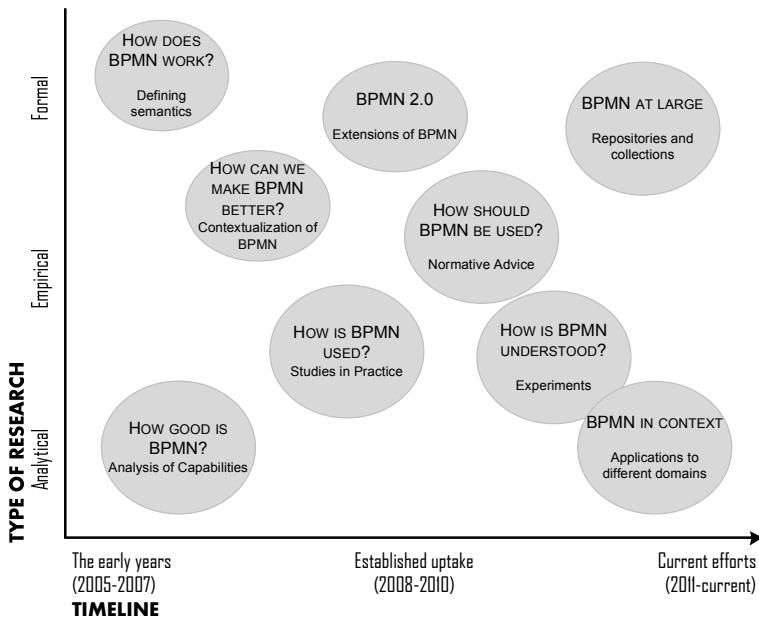 HOW DOES
BPMN WORK?
Defining
semantics
BPMN 2.0
Extensions of BPMN
BPMN AT LARGE
Repositories and
collections
HOW CAN WE
MAKE BPMN
BETTER?
Contextualization of
BPMN
HOW SHOULD
BPMN BE USED?
Normative Advice
HOW IS BPMN
USED?
Studies in Practice
HOW IS BPMN
UNDERSTOOD?
Experiments
HOW GOOD IS
BPMN?
Analysis of Capabilities
BPMN IN CONTEXT
Applications to
different domains
TYPE OF RESEARCH
Formal
Empirical
Analytical
The early years
(2005-2007)
Established uptake
(2008-2010)
Current efforts
(2011-current)
TIMELINE